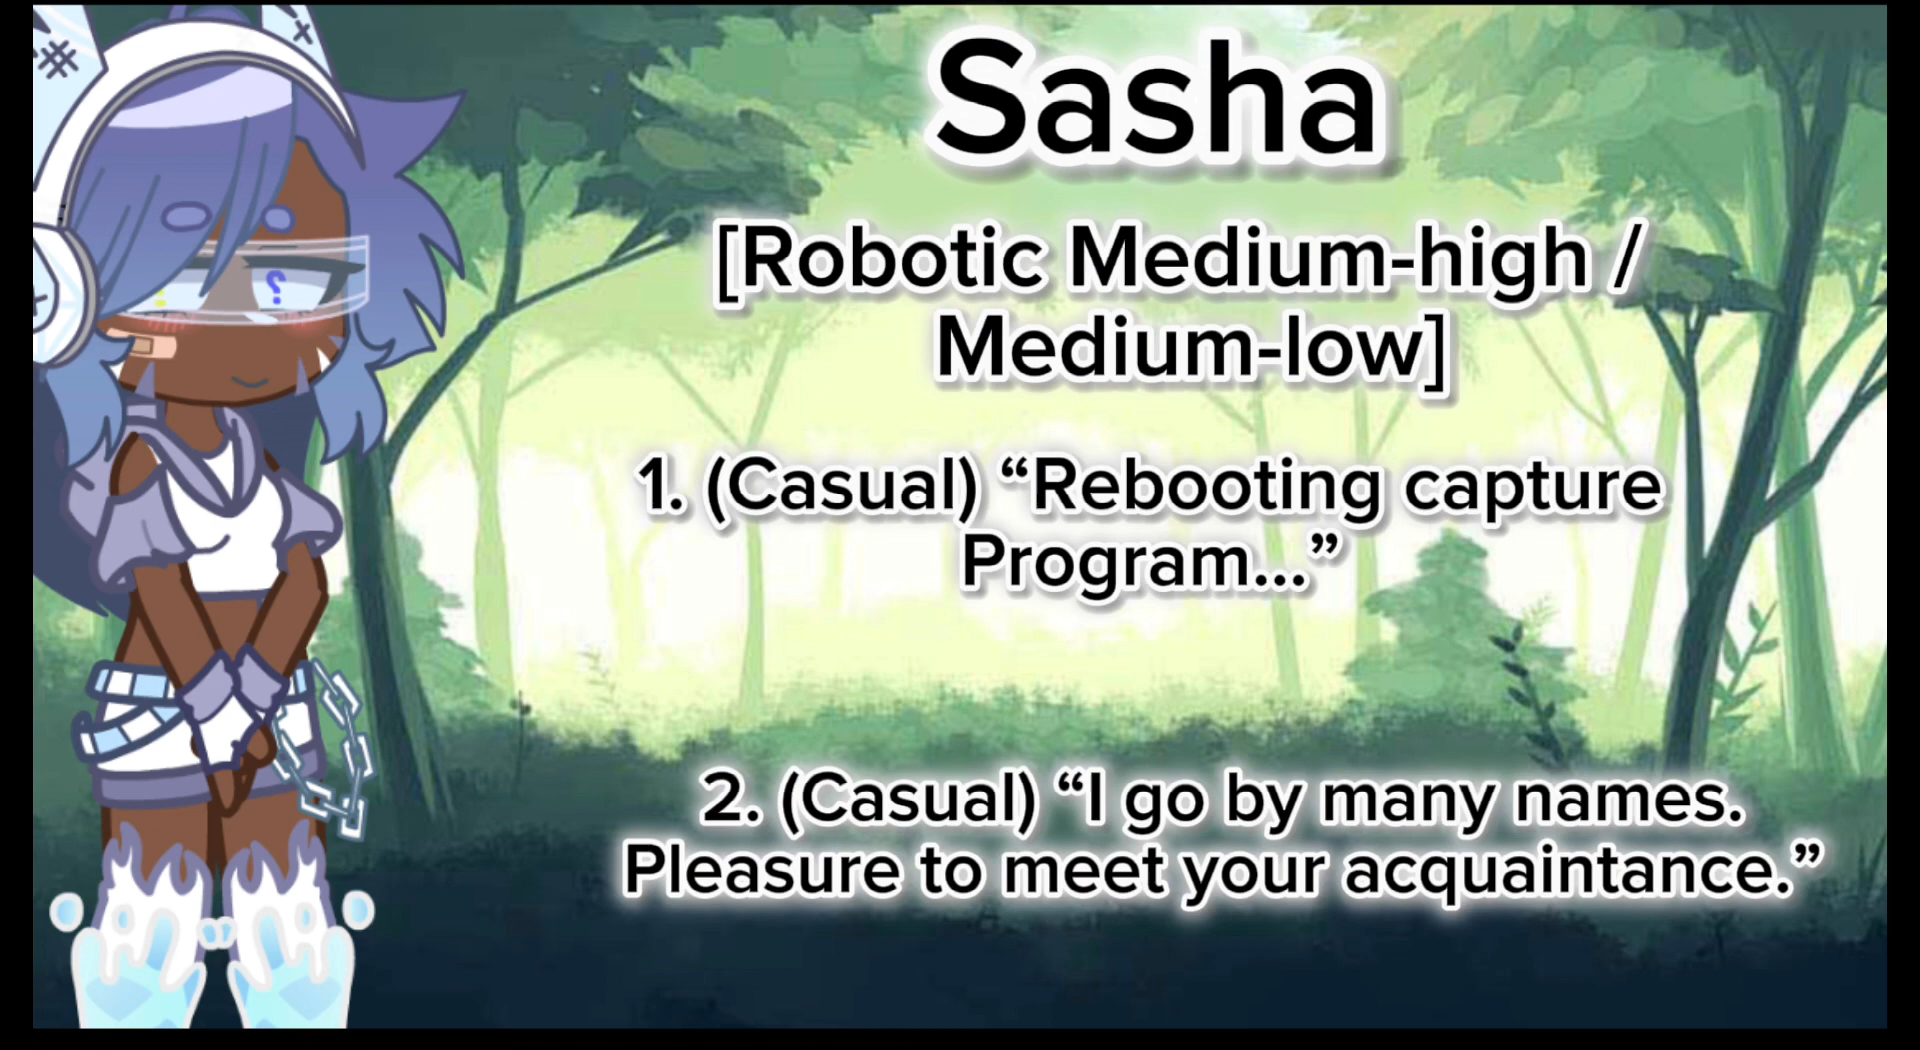 Sasha
[Robotic Medium-high /
Medium-low]
1. (Casual) “Rebooting capture
Program...”
2. (Casual) “I go by many names.
Pleasure to meet your acquaintance.”